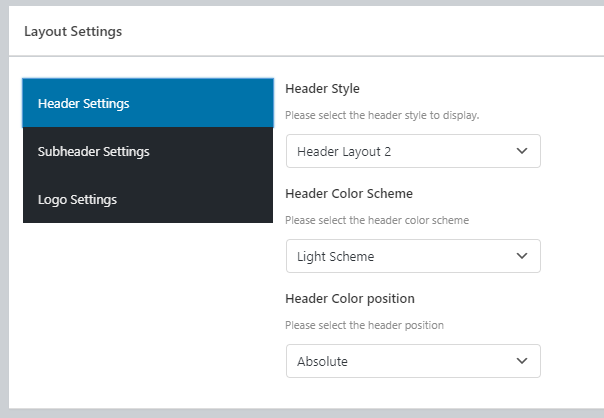 Layout Settings
Header Settings
Subheader Settings
Logo Settings
Header Style
Please select the header style to display.
Header Layout 2
Header Color Scheme
Please select the header color scheme
Light Scheme
Header Color position
Please select the header position
Absolute